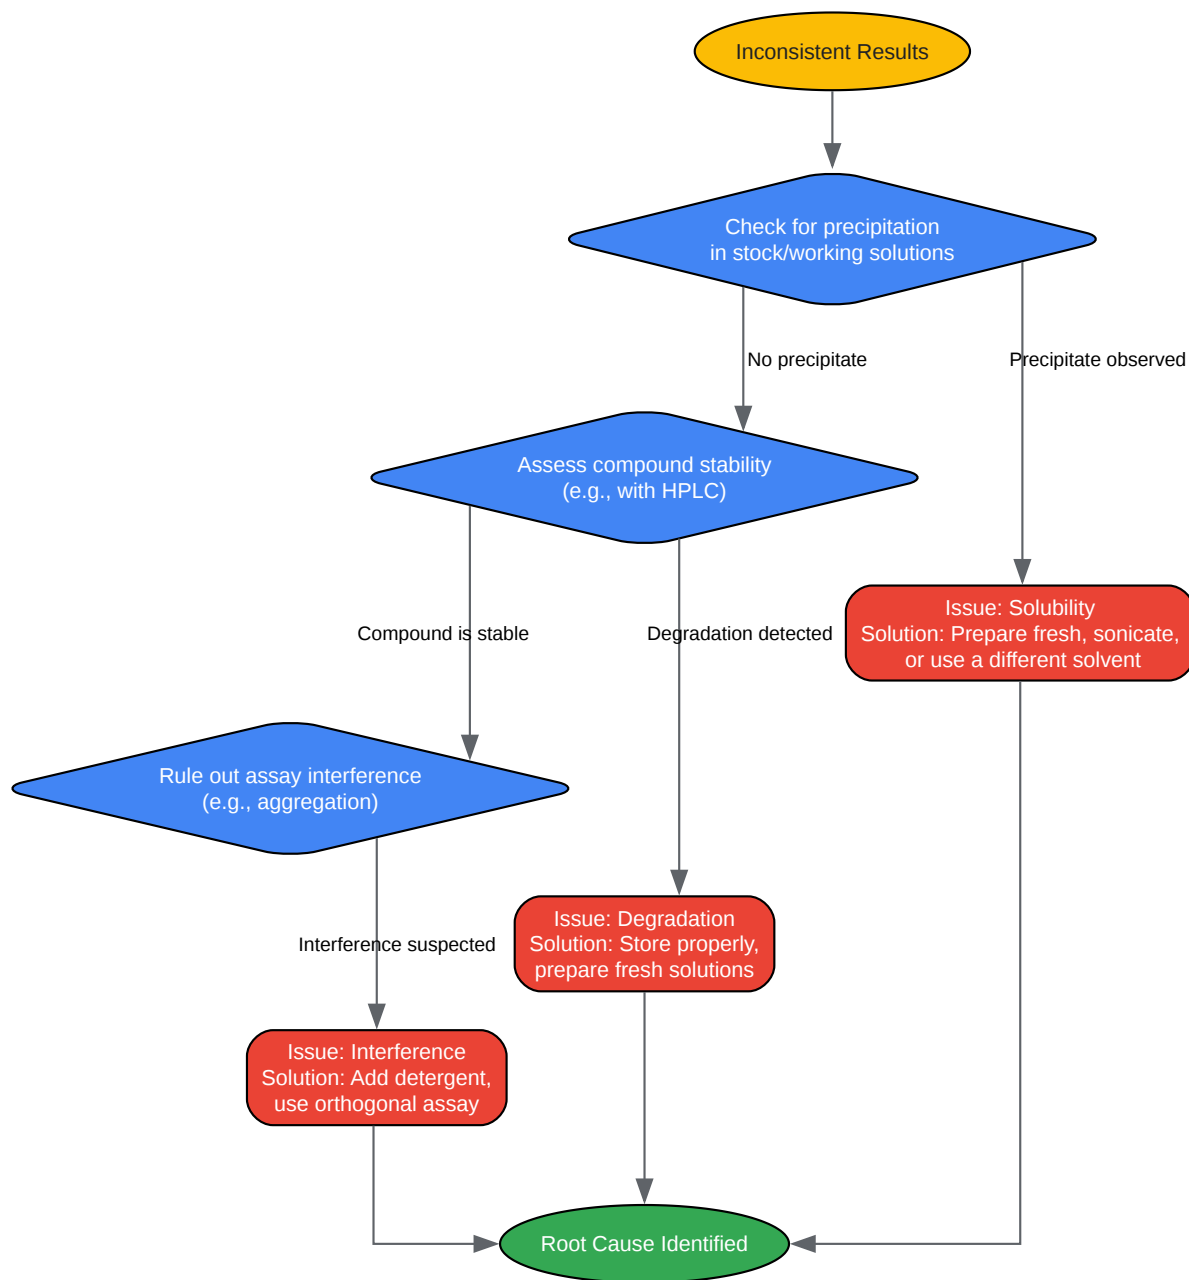 Inconsistent Results
Check for precipitation
in stock/working solutions
No precipitate
Precipitate observed
Assess compound stability
(e.g., with HPLC)
Issue: Solubility
Solution: Prepare fresh, sonicate,
or use a different solvent
Compound is stable
Degradation detected
Rule out assay interference
(e.g., aggregation)
Issue: Degradation
Solution: Store properly,
prepare fresh solutions
Interference suspected
Issue: Interference
Solution: Add detergent,
use orthogonal assay
Root Cause Identified